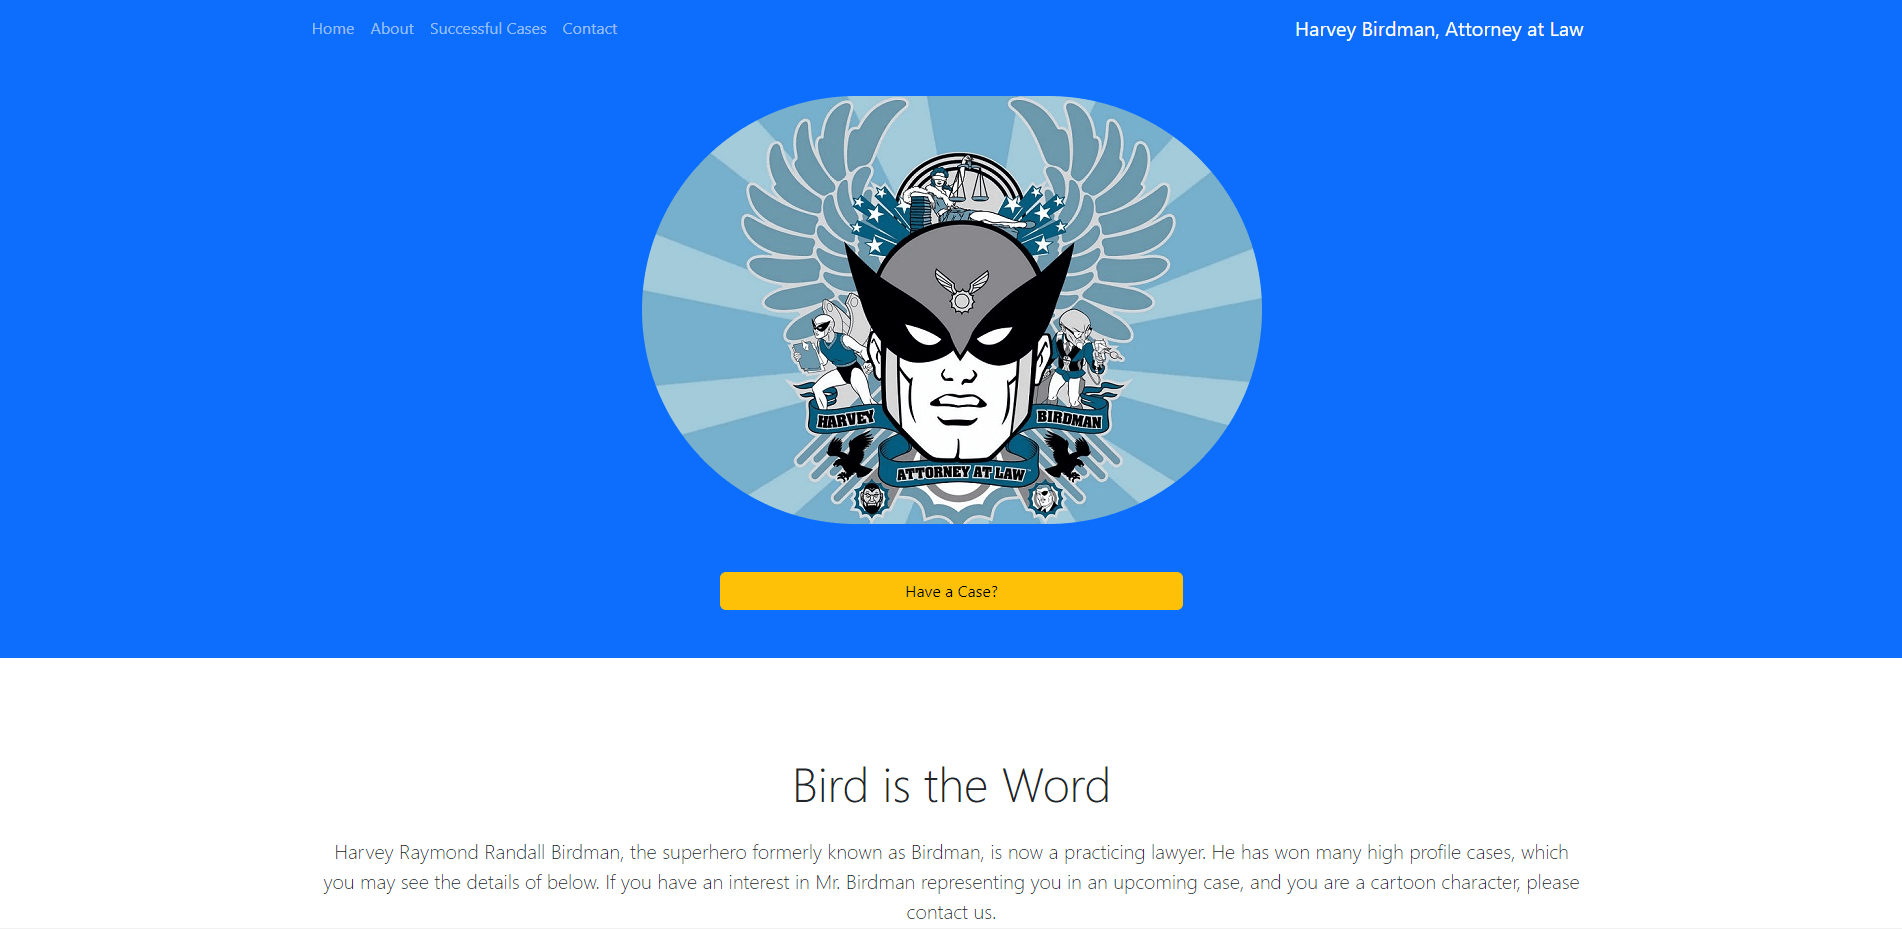 Home About Successful Cases Contact Harvey Birdman, Attorney at Law
HARVEY BIRDMAN
ATTORNEY AT LAW
Have a Case?
Bird is the Word
Harvey Raymond Randall Birdman, the superhero formerly known as Birdman, is now a practicing lawyer. He has won many high profile cases, which
you may see the details of below. If you have an interest in Mr. Birdman representing you in an upcoming case, and you are a cartoon character, please
contact us.